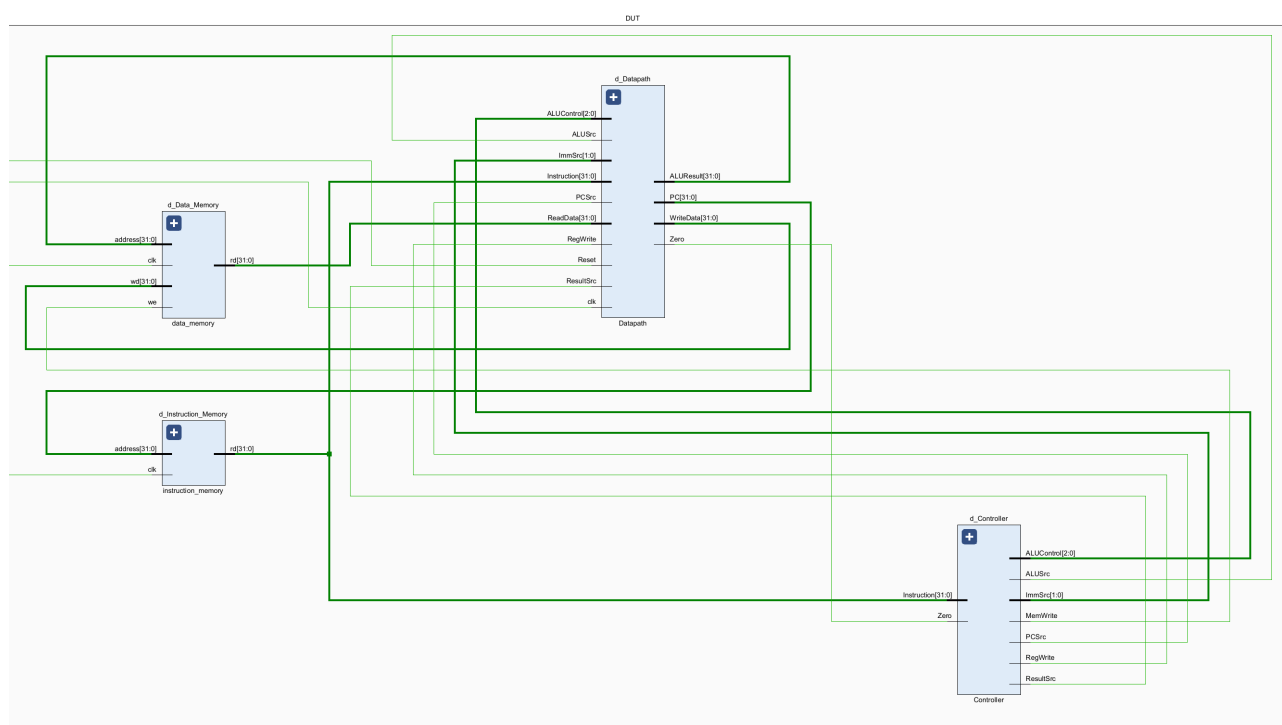 DUT
d_Datapath
ALUControl[2:0]
ALUSrc
ImmSrc[1:0]
Instruction[31:0]
PCSrc
ReadData[31:0]
RegWrite
Reset
ResultSrc
clk
ALUResult[31:0]
PC[31:0]
WriteData[31:0]
Zero
Datapath
d_Data_Memory
address[31:0]
clk
wd[31:0]
we
rd[31:0]
data_memory
d_Instruction_Memory
address[31:0]
clk
rd[31:0]
instruction_memory
d_Controller
Instruction[31:0]
Zero
ALUControl[2:0]
ALUSrc
ImmSrc[1:0]
MemWrite
PCSrc
RegWrite
ResultSrc
Controller